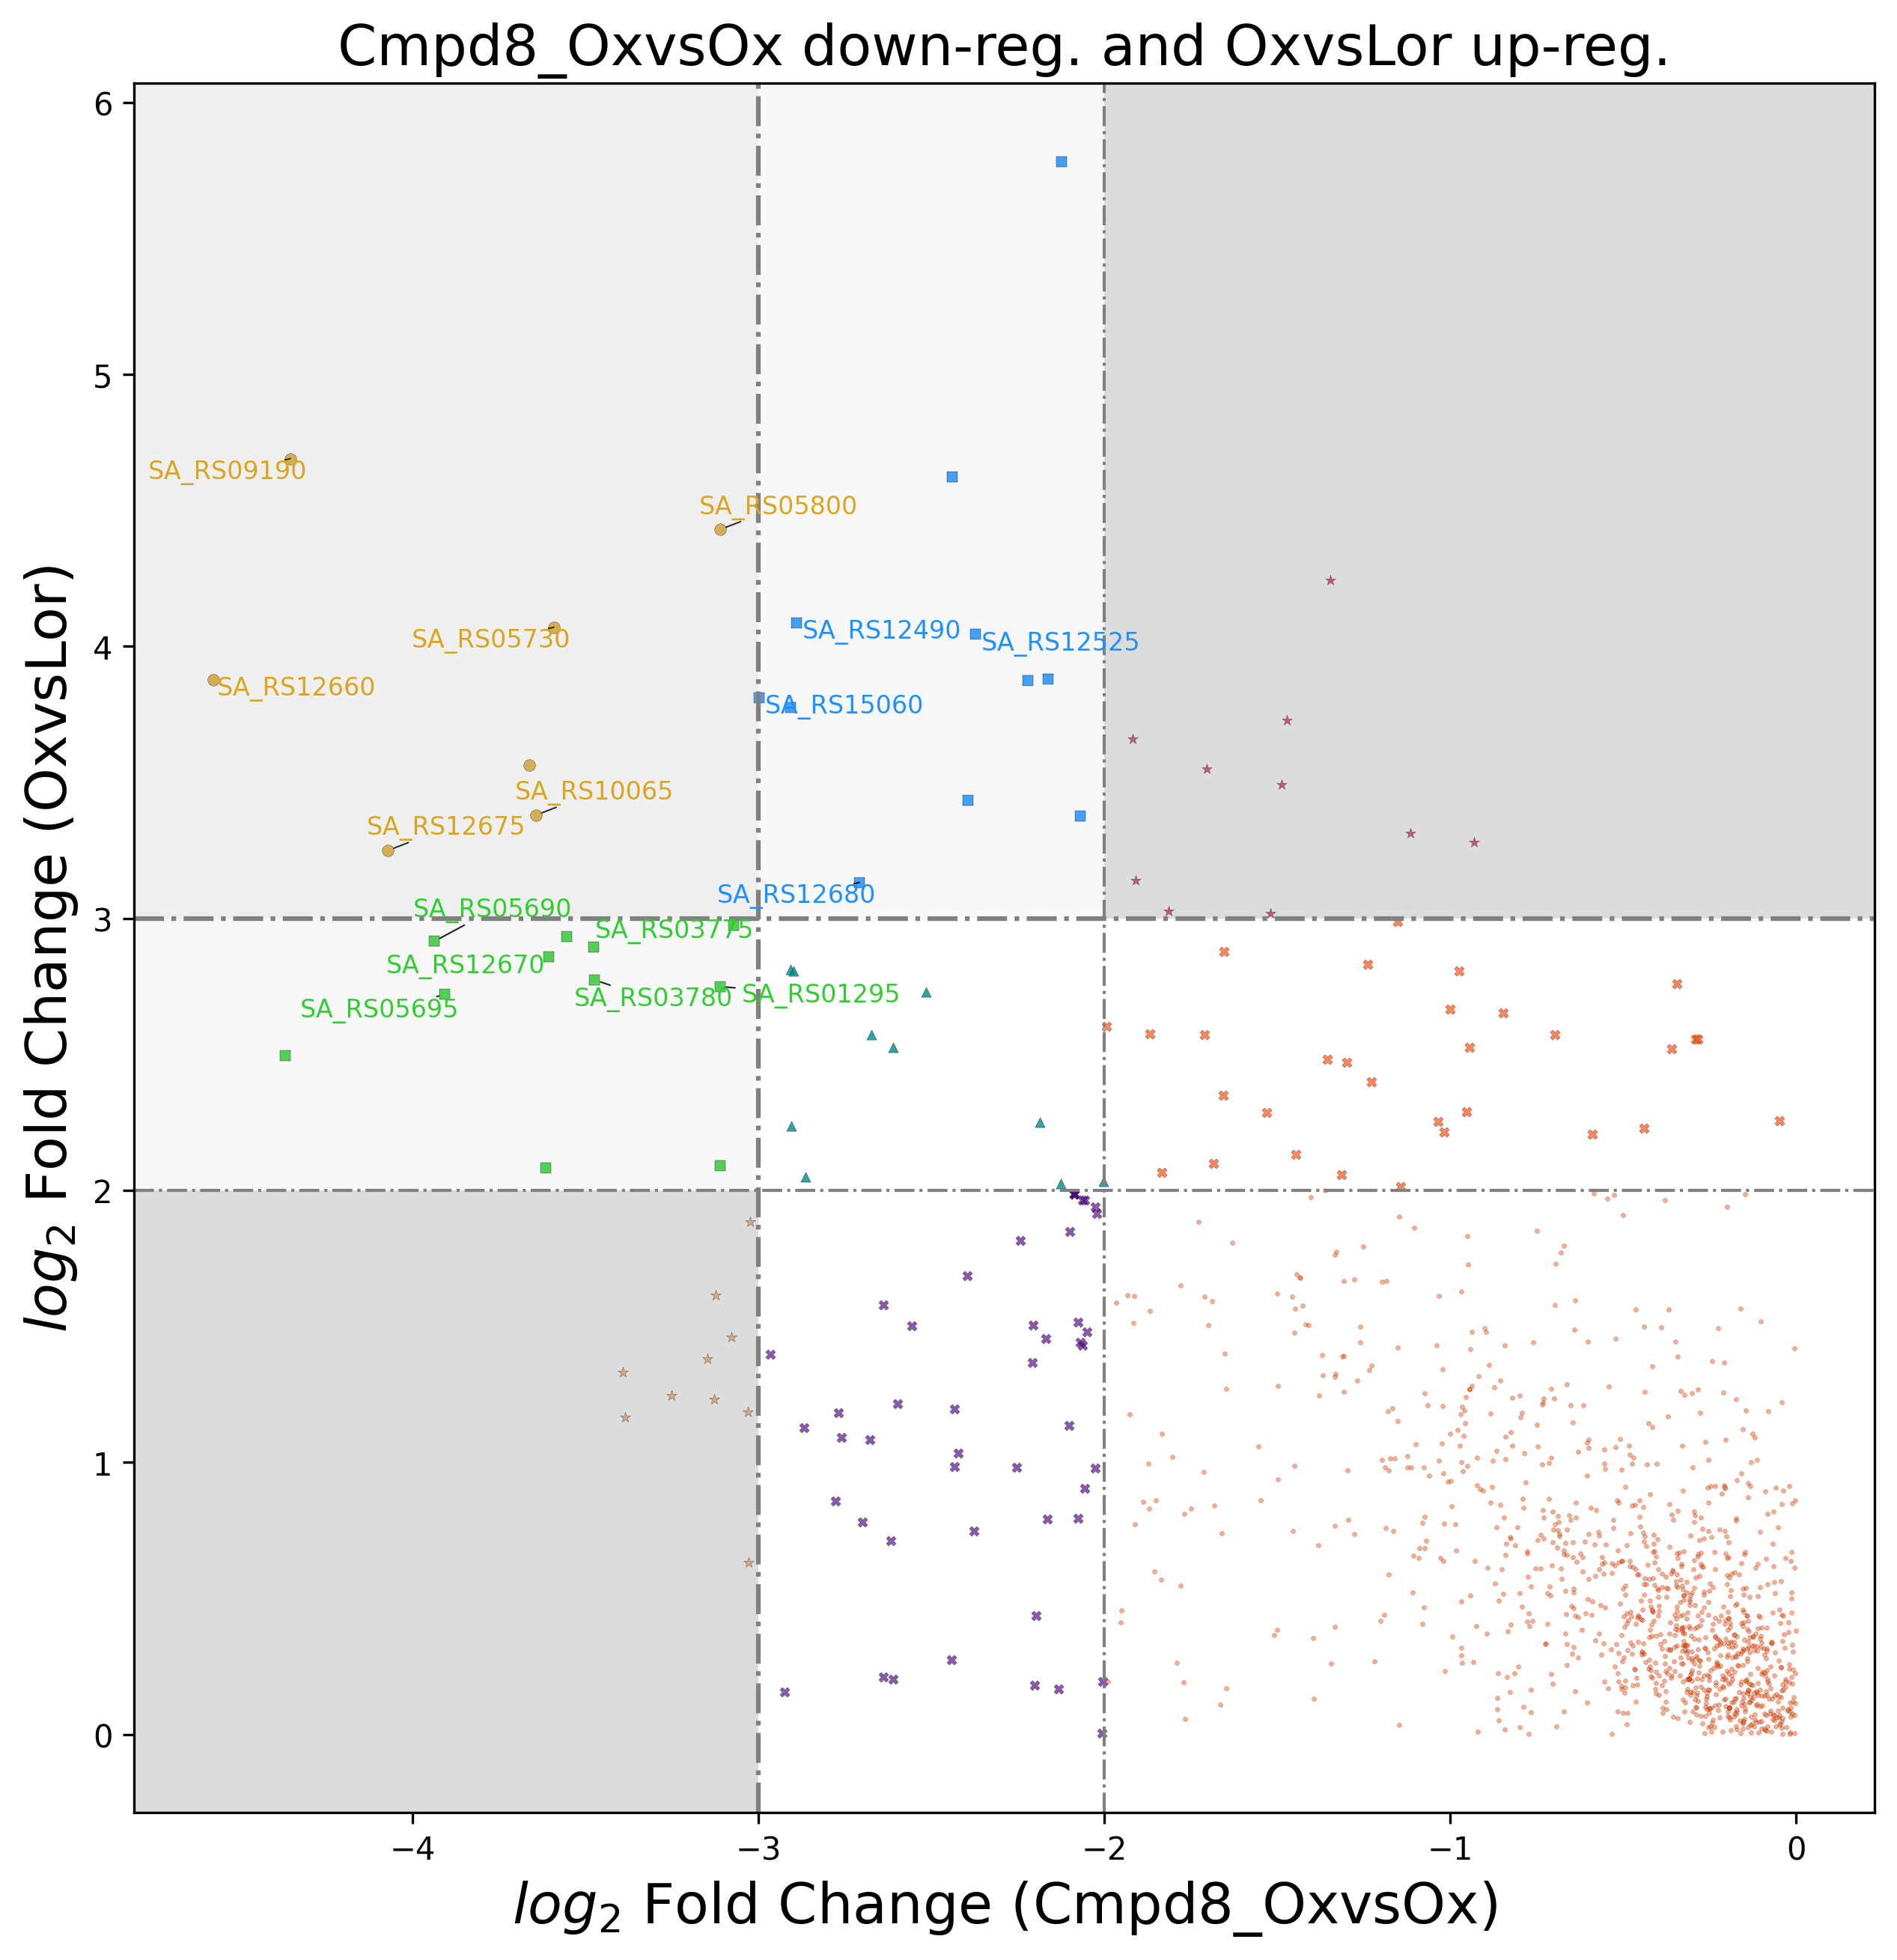 Cmpd8_OxvsOx down-reg. and OxvsLor up-reg.
log2 Fold Change (OxvsLor)
6
5
4
3
2
1
0
SA_RS09190
SA_RS05800
SA_RS05730
SA_RS12490
SA_RS12525
SA_RS12660
SA_RS15060
SA_RS10065
SA_RS12675
SA_RS12680
SA_RS05690
SA_RS03775
SA_RS12670
SA_RS05695
SA_RS03780
SA_RS01295
−4
−3
−2
−1
0
log2 Fold Change (Cmpd8_OxvsOx)